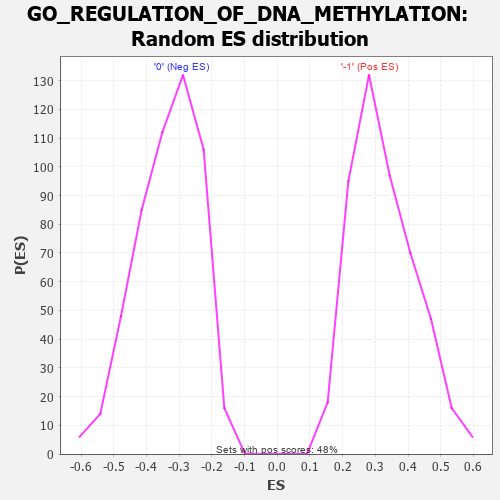 GO_REGULATION_OF_DNA_METHYLATION:
Random ES distribution
'0' (Neg ES)
'-1' (Pos ES)
130
120
110
100
90
80
70
60
50
40
30
20
10
0
P(ES)
Sets with pos scores: 48%
-0.6 -0.5 -0.4 -0.3 -0.2 -0.1 0.0 0.1 0.2 0.3 0.4 0.5 0.6
ES